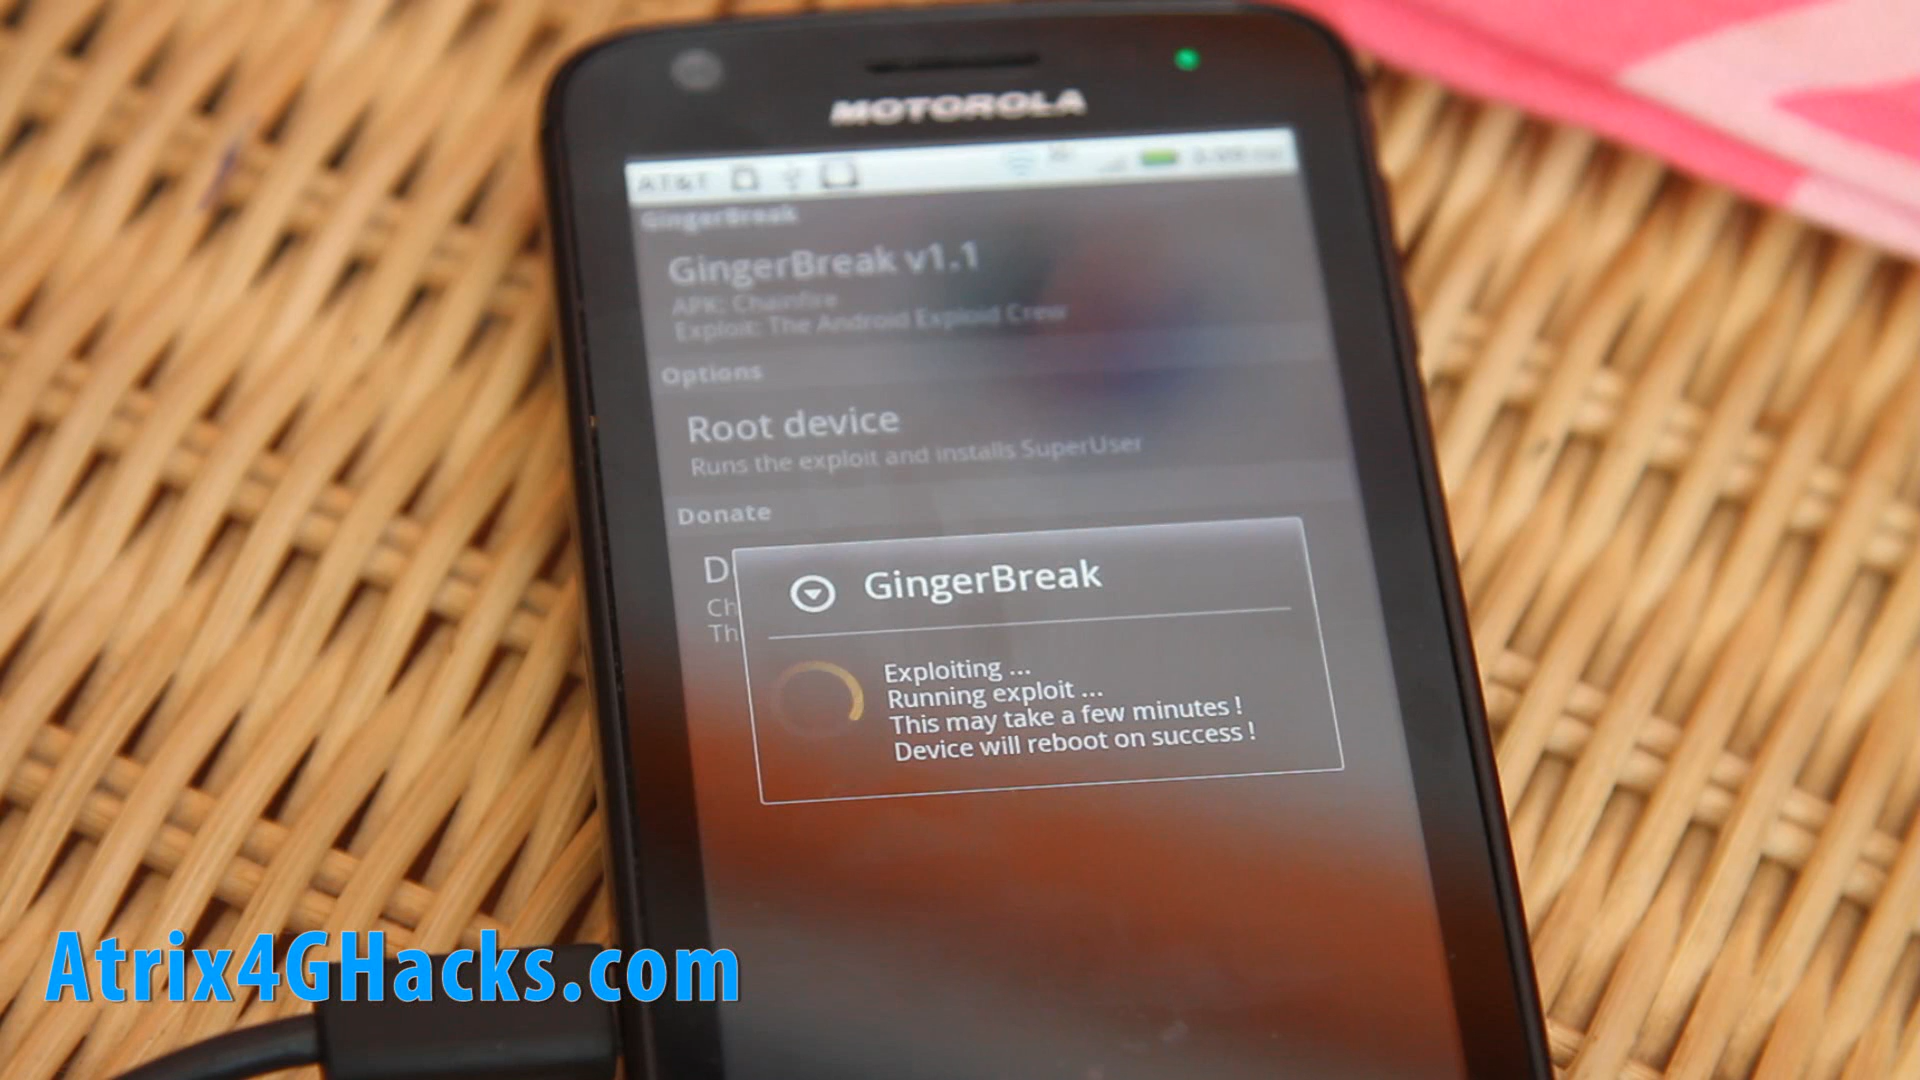 MOTOROLA
AT&T
GingerBreak
GingerBreak v1.1
APK: Chainfire
Exploit: The Android Exploid Crew
Options
Root device
Runs the exploit and installs SuperUser
Donate
D
Ch
Th
GingerBreak
Exploiting ...
Running exploit ...
This may take a few minutes !
Device will reboot on success !
Atrix4GHacks.com